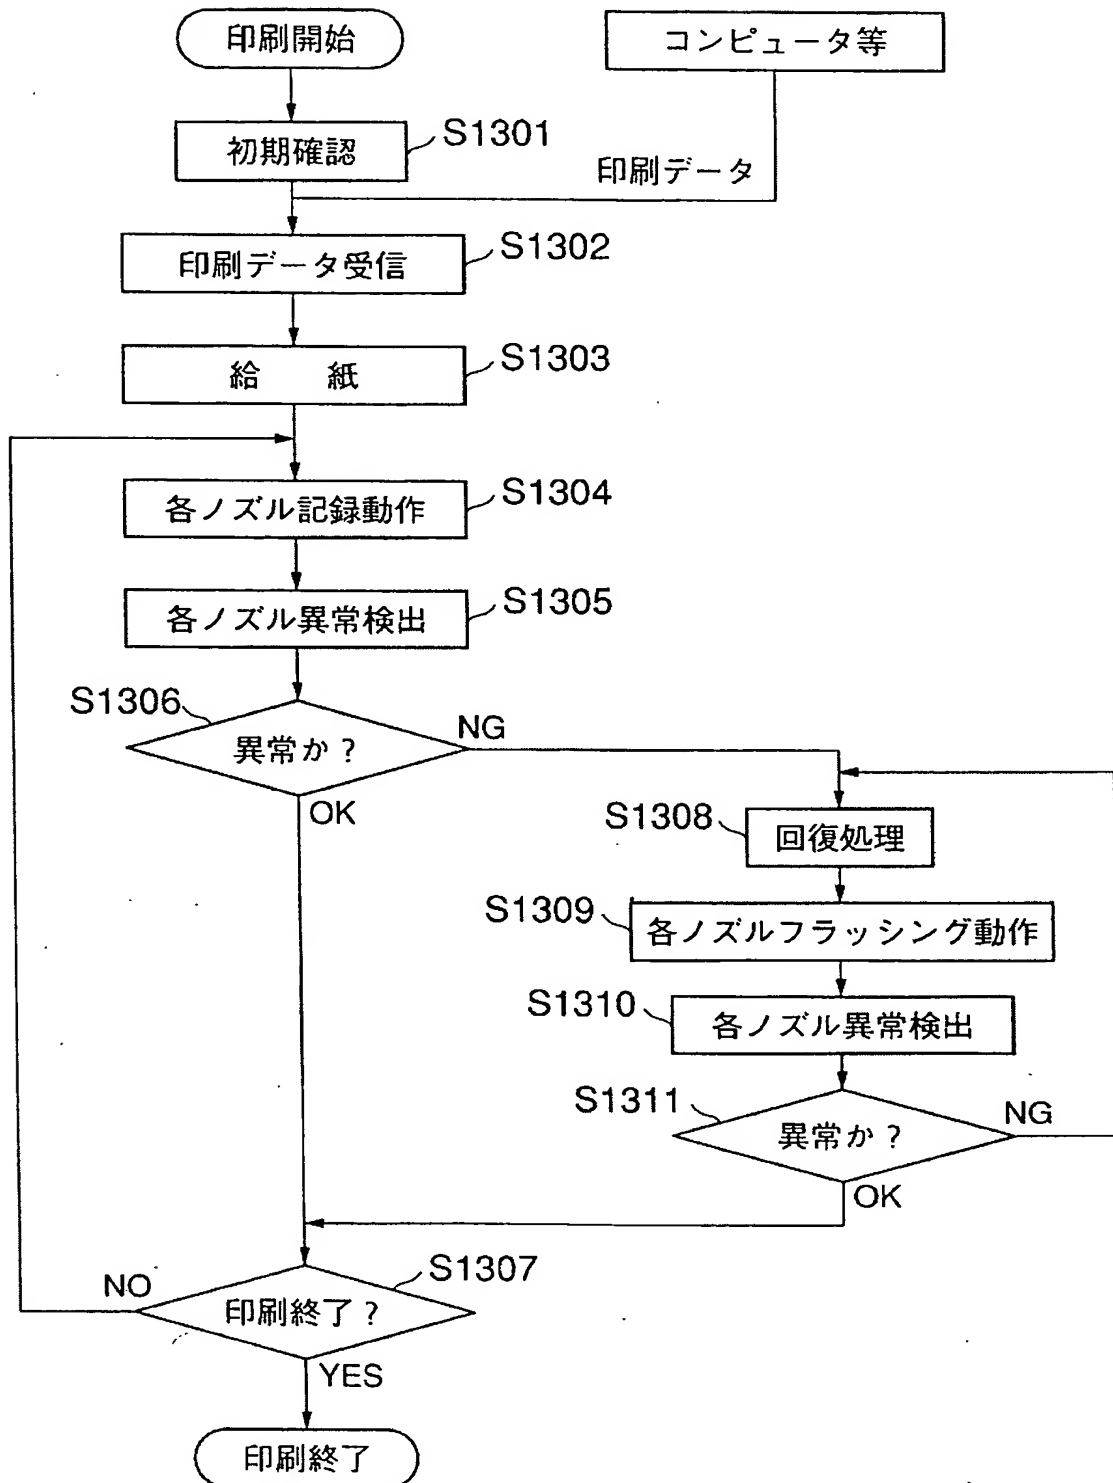 印刷開始
コンピュータ等
初期確認
S1301
印刷データ
印刷データ受信
S1302
給 紙
S1303
各ノズル記録動作
S1304
各ノズル異常検出
S1305
S1306
異常か?
NG
OK
S1308
回復処理
S1309
各ノズルフラッシング動作
S1310
各ノズル異常検出
S1311
異常か?
NG
OK
S1307
NO
印刷終了?
YES
印刷終了